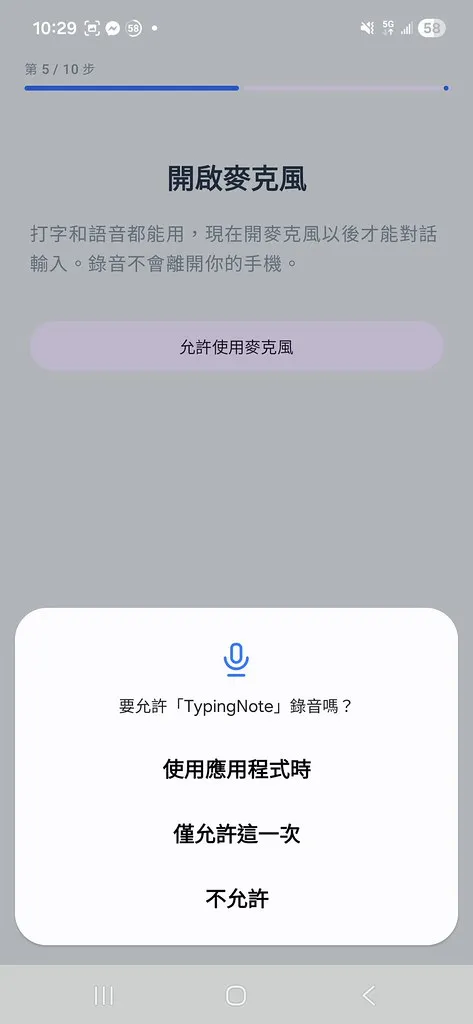 10:29
58
5G
58
第 5 / 10 步
開啟麥克風
打字和語音都能用，現在開麥克風以後才能對話
輸入。錄音不會離開你的手機。
允許使用麥克風
要允許「TypingNote」錄音嗎？
使用應用程式時
僅允許這一次
不允許